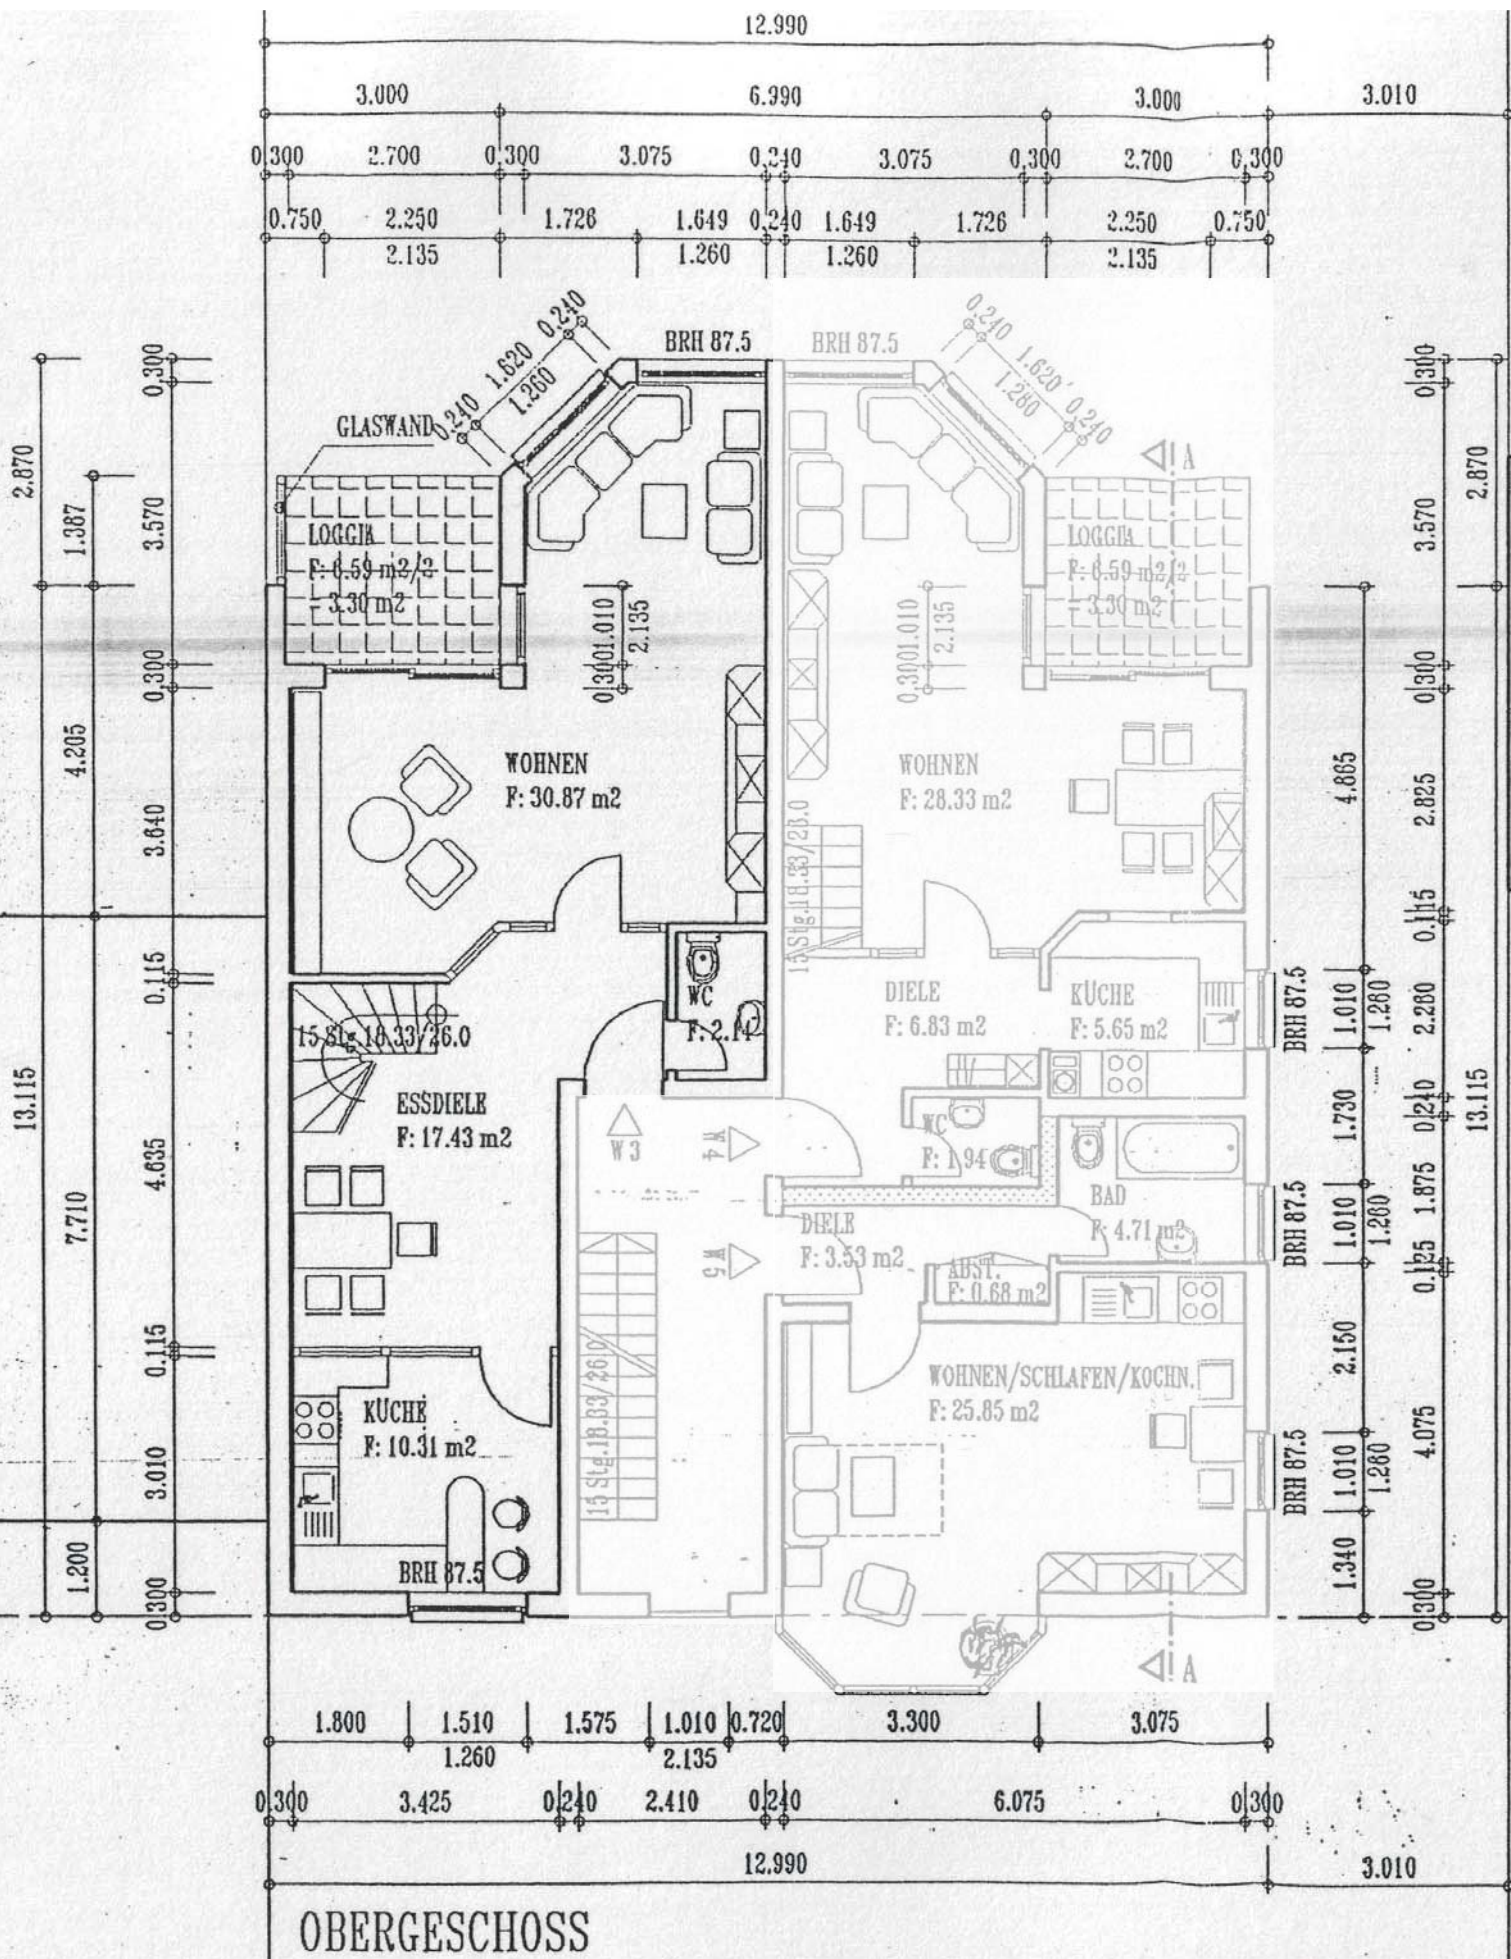 12.990
3.000 6.990 3.000 3.010
0.300 2.700 0.300 3.075 0.240 3.075 0.300 2.700 0.300
0.750 2.250 1.726 1.649 0.240 1.649 1.726 2.250 0.750
2.135 1.260 1.260 2.135
0.240 1.620 0.240
1.260
BRH 87.5
BRH 87.5
0.240 1.620 0.240
1.260
GLASWAND
A
LOGGIA
F: 6.59 m2/2
= 3.30 m2
LOGGIA
F: 6.59 m2/2
= 3.30 m2
0.300 1.010
2.135
0.300 1.010
2.135
WOHNEN
F: 30.87 m2
WOHNEN
F: 28.33 m2
15 Stg. 18.33/26.0
WC
F: 2.11
DIELE
F: 6.83 m2
KÜCHE
F: 5.65 m2
15 Stg. 18.33/26.0
ESSDIELE
F: 17.43 m2
W 3
W 4
WC
F: 1.94
BAD
F: 4.71 m2
W 5
DIELE
F: 3.53 m2
ABST.
F: 0.68 m2
15 Stg. 18.33/26.0
KÜCHE
F: 10.31 m2
WOHNEN/SCHLAFEN/KOCHN.
F: 25.85 m2
BRH 87.5
A
2.870
13.115
1.387
4.205
7.710
1.200
0.300
3.570
0.300
3.640
0.115
4.635
0.115
3.010
0.300
BRH 87.5
BRH 87.5
BRH 87.5
4.865
1.010
1.260
1.730
1.010
1.260
2.150
1.010
1.260
1.340
0.300
3.570
0.300
2.825
0.115
2.280
0.240
1.875
0.125
4.075
0.300
2.870
13.115
1.800 1.510 1.575 1.010 0.720 3.300 3.075
1.260 2.135
0.300 3.425 0.240 2.410 0.240 6.075 0.300
12.990 3.010
OBERGESCHOSS